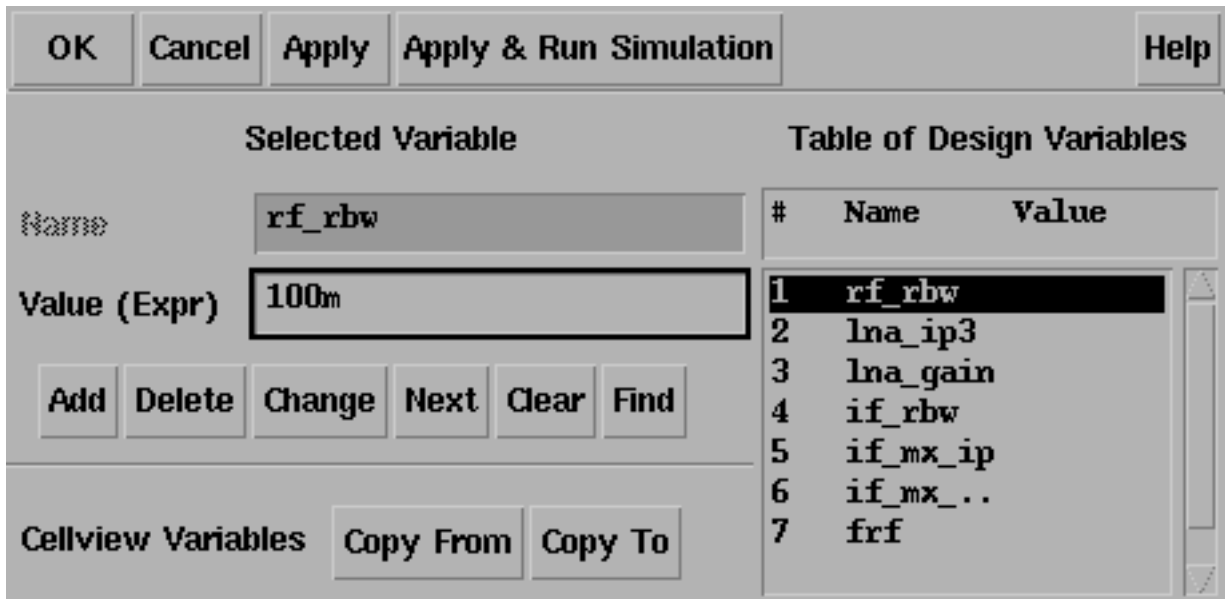 OK Cancel Apply Apply & Run Simulation Help
Selected Variable
Name rf_rbw
Value (Expr) 100m
Add Delete Change Next Clear Find
Cellview Variables Copy From Copy To
Table of Design Variables
# Name Value
1 rf_rbw
2 lna_ip3
3 lna_gain
4 if_rbw
5 if_mx_ip
6 if_mx_..
7 frf